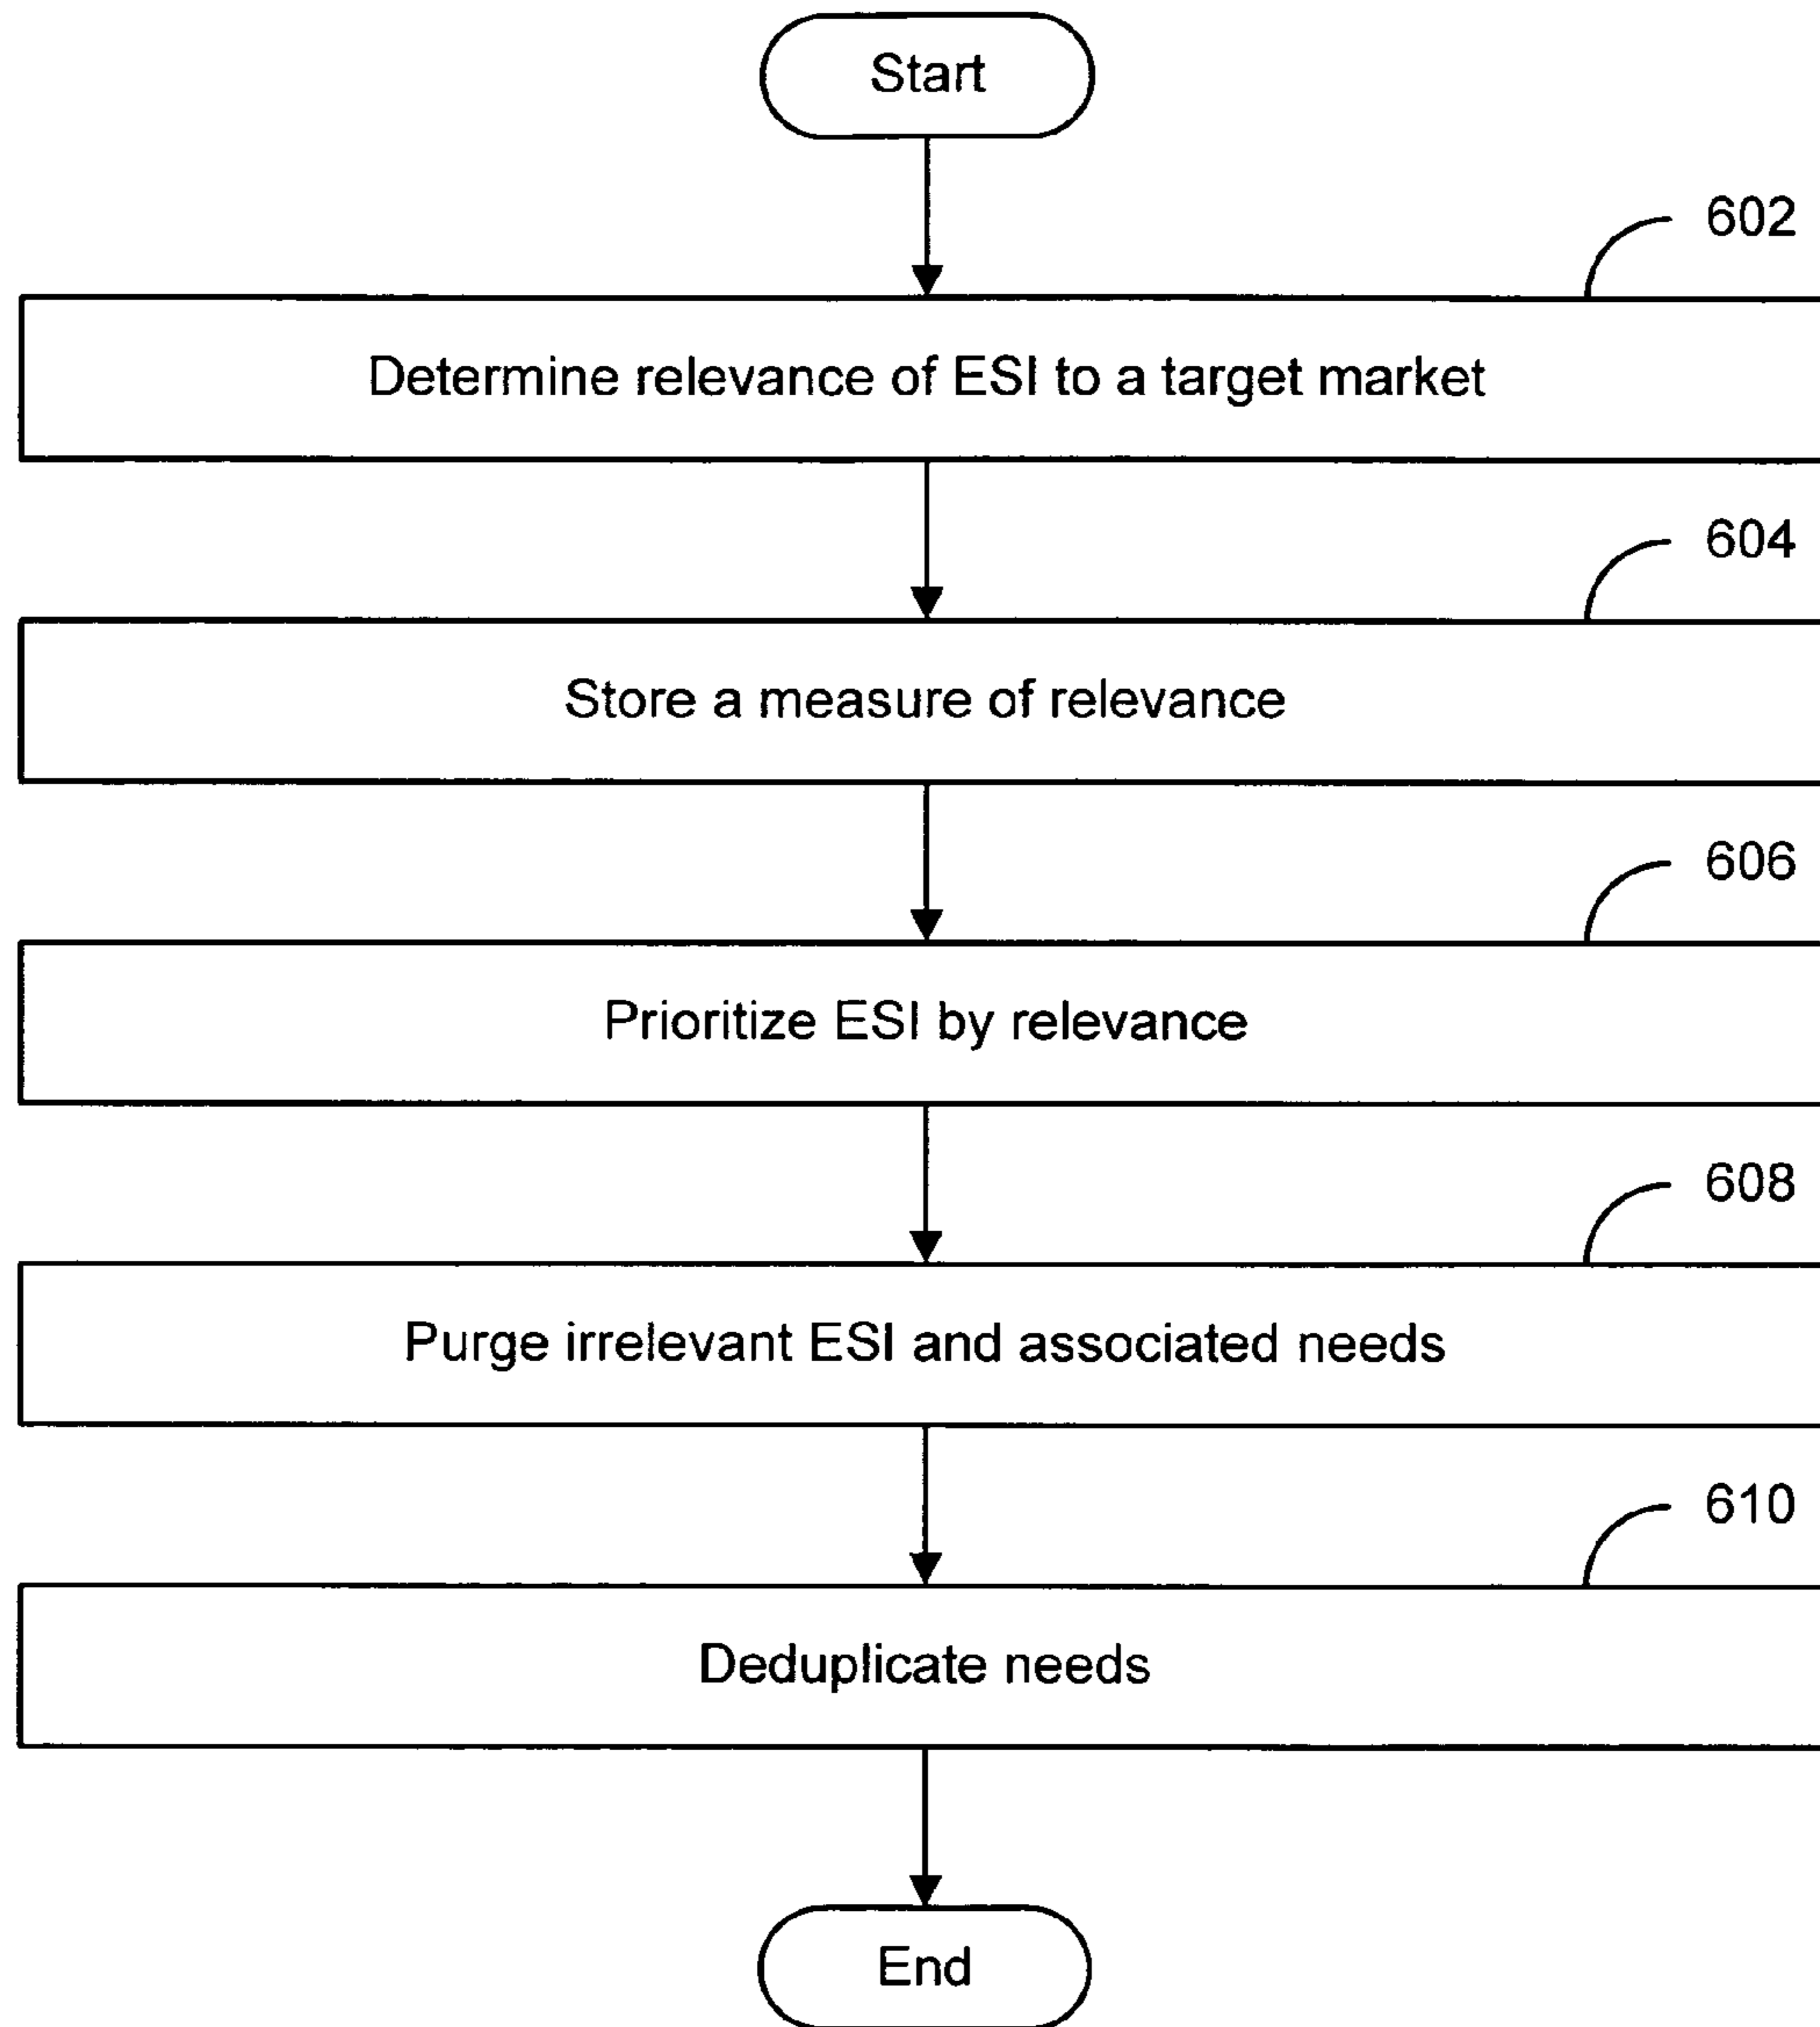 Start
602
Determine relevance of ESI to a target market
604
Store a measure of relevance
606
Prioritize ESI by relevance
608
Purge irrelevant ESI and associated needs
610
Deduplicate needs
End